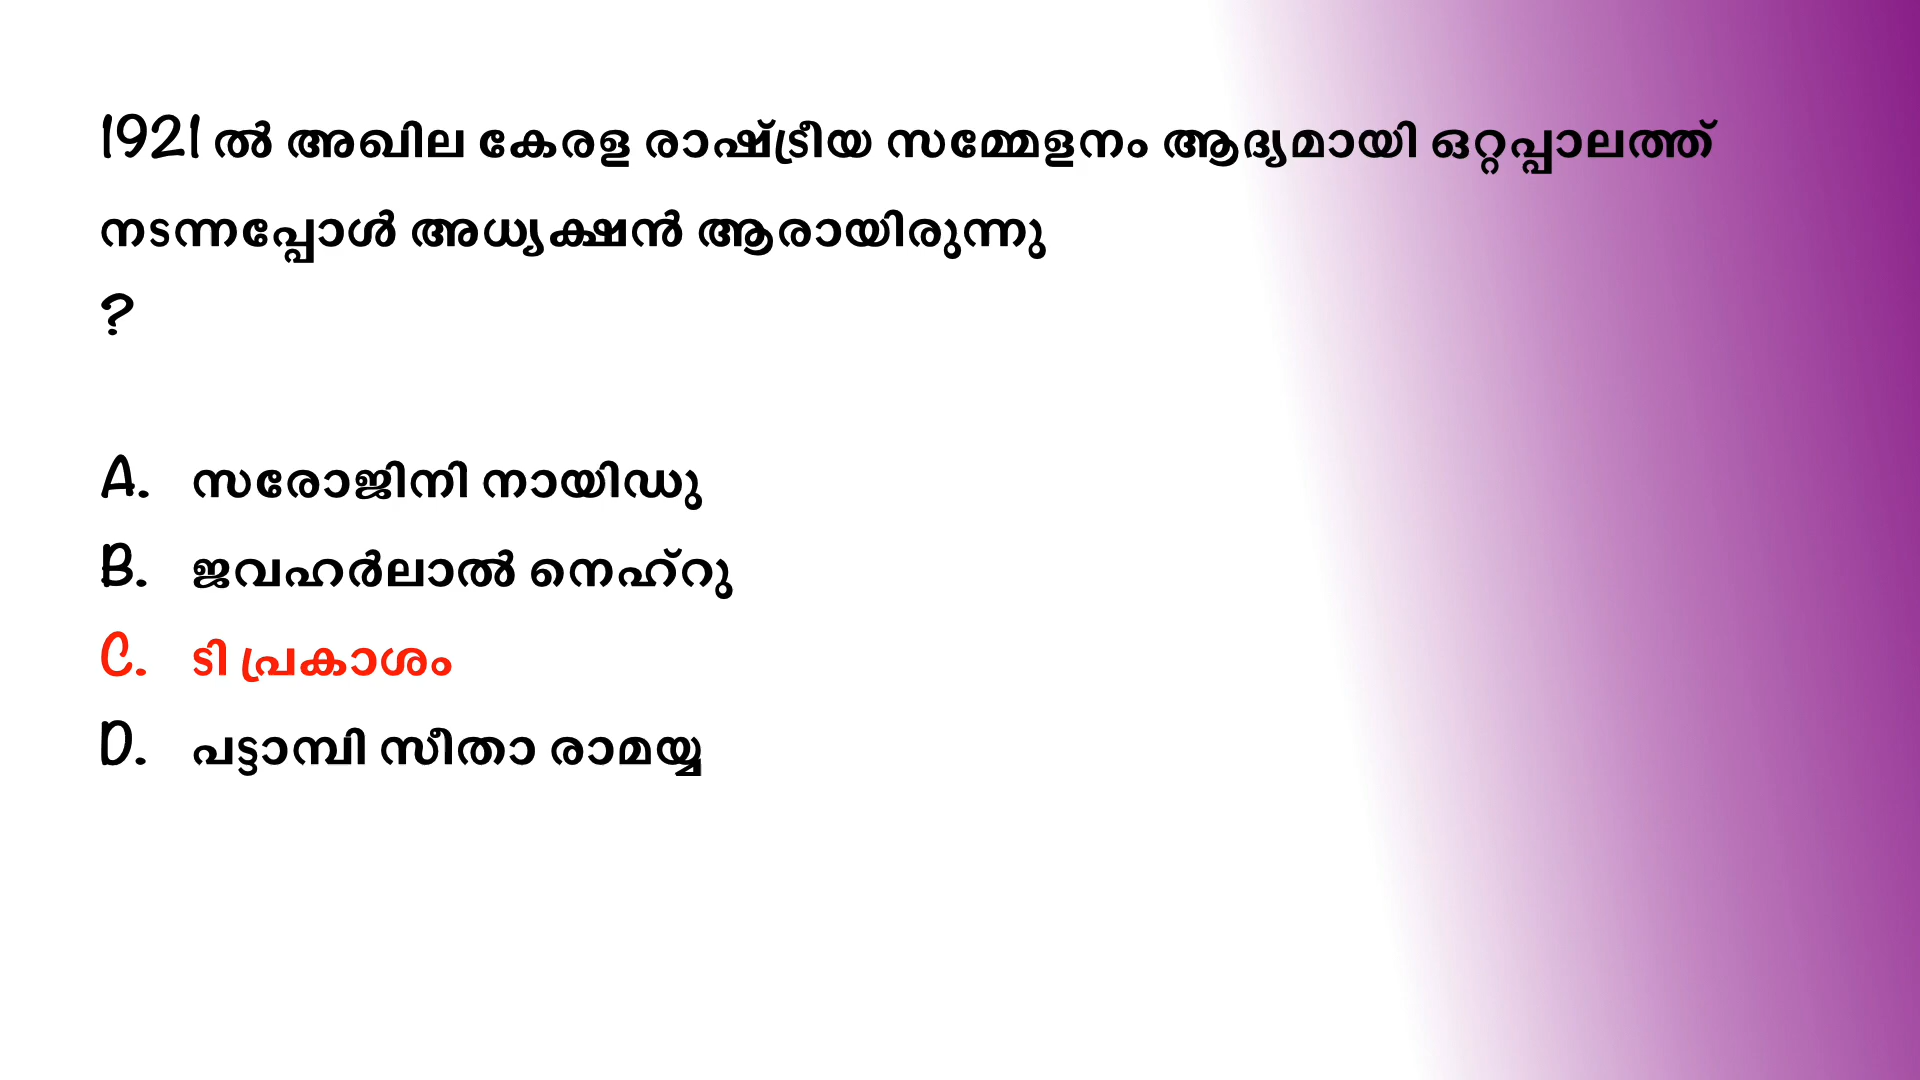 1921 ൽ അഖില കേരള രാഷ്ട്രീയ സമ്മേളനം ആദ്യമായി ഒറ്റപ്പാലത്ത്
നടന്നപ്പോൾ അധ്യക്ഷൻ ആരായിരുന്നു
?
A. സരോജിനി നായിഡു
B. ജവഹർലാൽ നെഹ്റു
C. ടി പ്രകാശം
D. പട്ടാമ്പി സീതാ രാമയ്യ